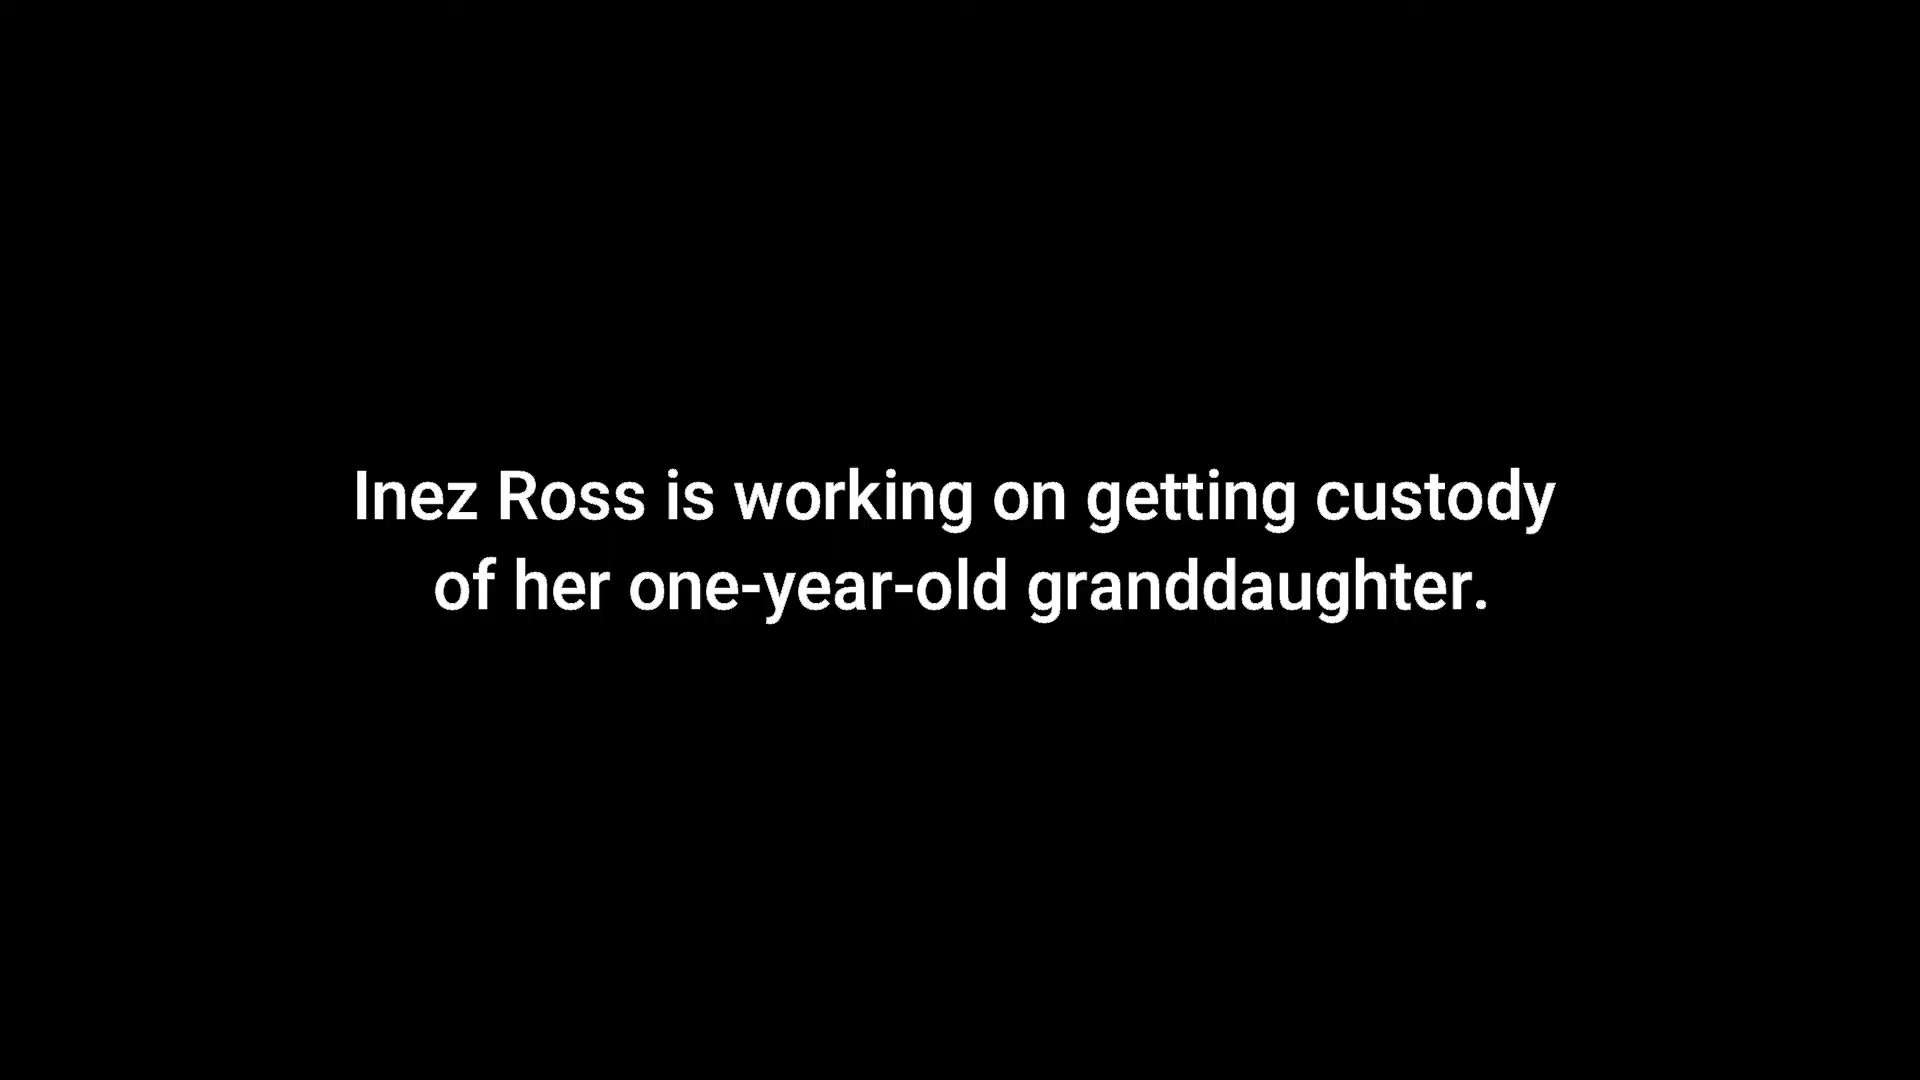 Inez Ross is working on getting custody
of her one-year-old granddaughter.